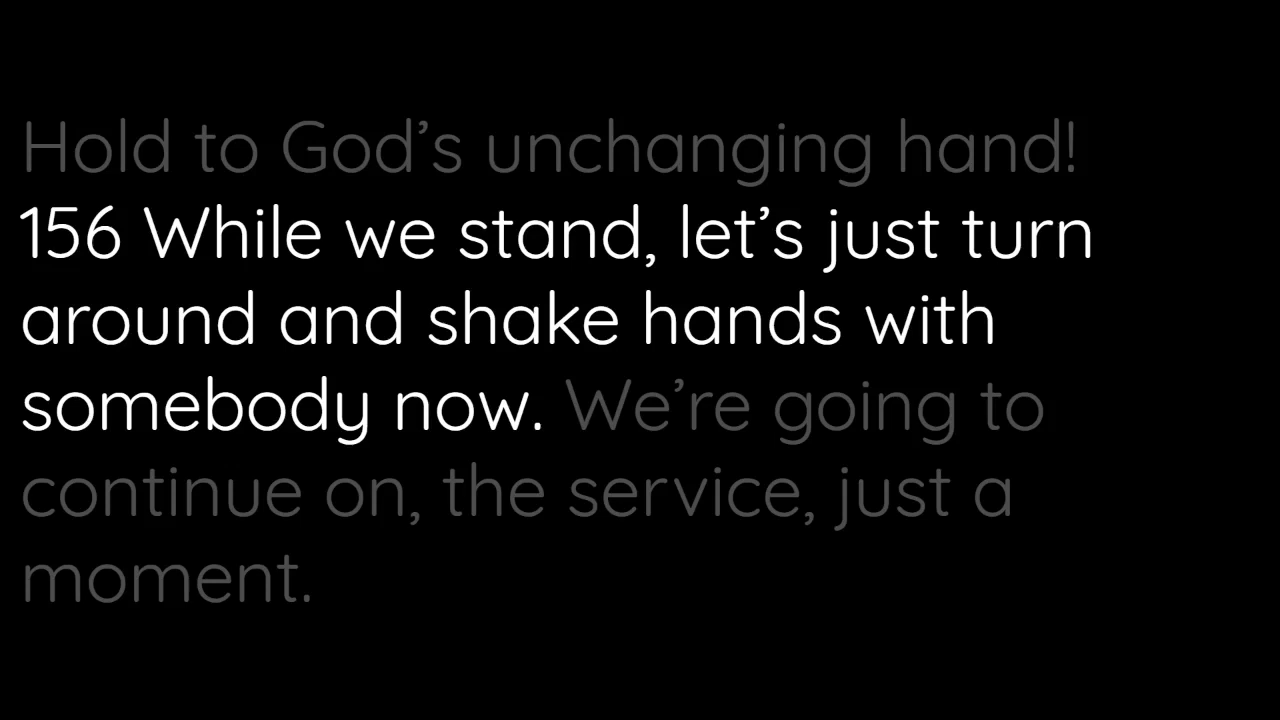 Hold to God’s unchanging hand!
156 While we stand, let’s just turn
around and shake hands with
somebody now. We’re going to
continue on, the service, just a
moment.